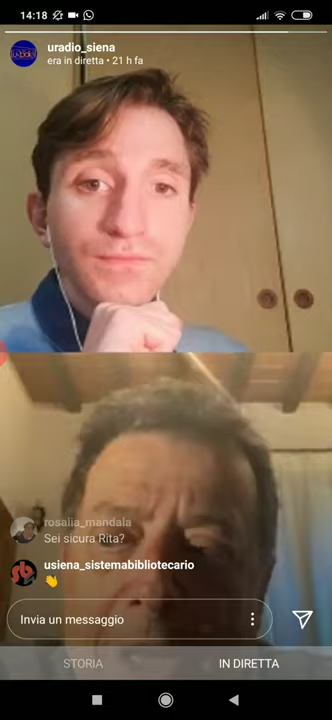 14:18
uradio_siena
era in diretta • 21 h fa
rosalia_mandala
Sei sicura Rita?
usiena_sistemabibliotecario
👏
Invia un messaggio
STORIA
IN DIRETTA